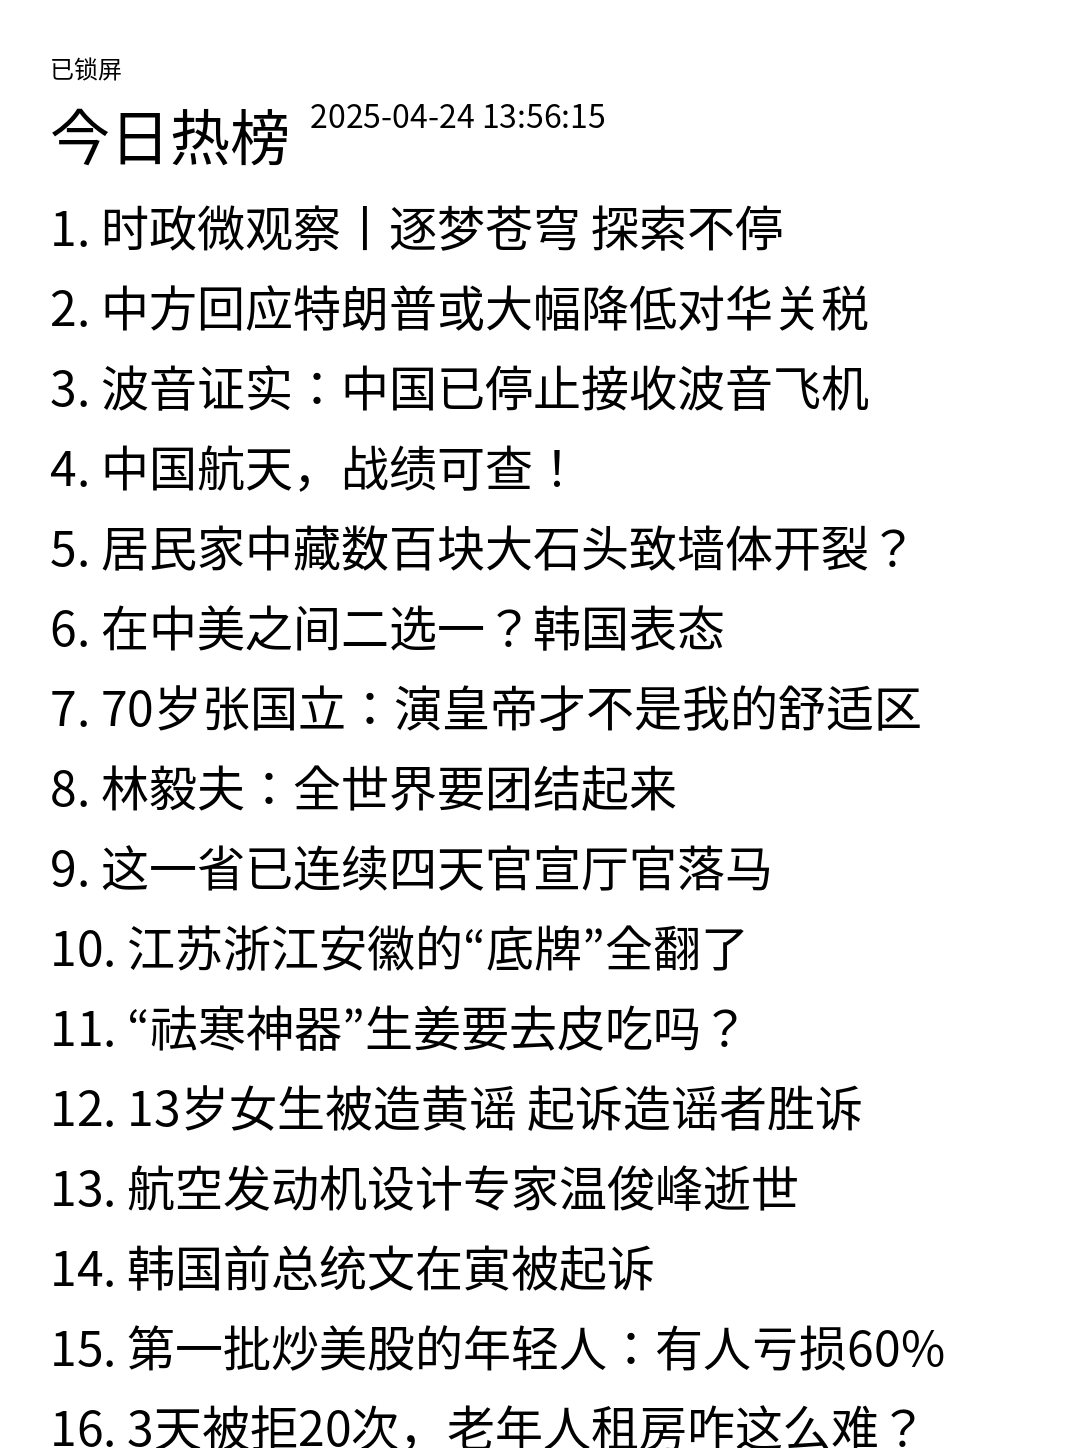 已锁屏
今日热榜 2025-04-24 13:56:15
1. 时政微观察丨逐梦苍穹 探索不停
2. 中方回应特朗普或大幅降低对华关税
3. 波音证实：中国已停止接收波音飞机
4. 中国航天，战绩可查！
5. 居民家中藏数百块大石头致墙体开裂？
6. 在中美之间二选一？韩国表态
7. 70岁张国立：演皇帝才不是我的舒适区
8. 林毅夫：全世界要团结起来
9. 这一省已连续四天官宣厅官落马
10. 江苏浙江安徽的“底牌”全翻了
11. “祛寒神器”生姜要去皮吃吗？
12. 13岁女生被造黄谣 起诉造谣者胜诉
13. 航空发动机设计专家温俊峰逝世
14. 韩国前总统文在寅被起诉
15. 第一批炒美股的年轻人：有人亏损60%
16. 3天被拒20次，老年人租房咋这么难？